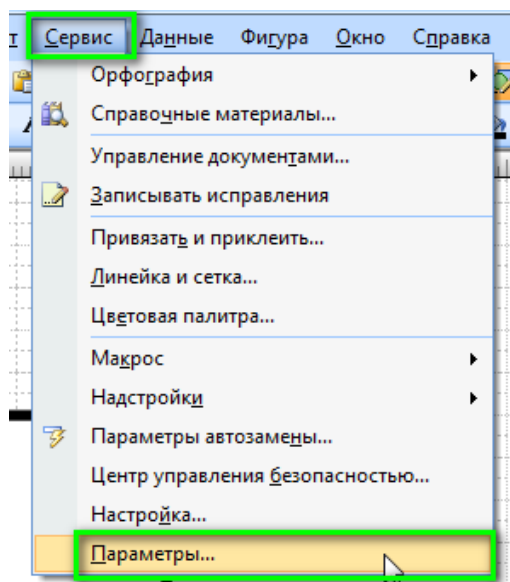 Сервис Данные Фигура Окно Справка
Орфография
Справочные материалы...
Управление документами...
Записывать исправления
Привязать и приклеить...
Линейка и сетка...
Цветовая палитра...
Макрос
Надстройки
Параметры автозамены...
Центр управления безопасностью...
Настройка...
Параметры...